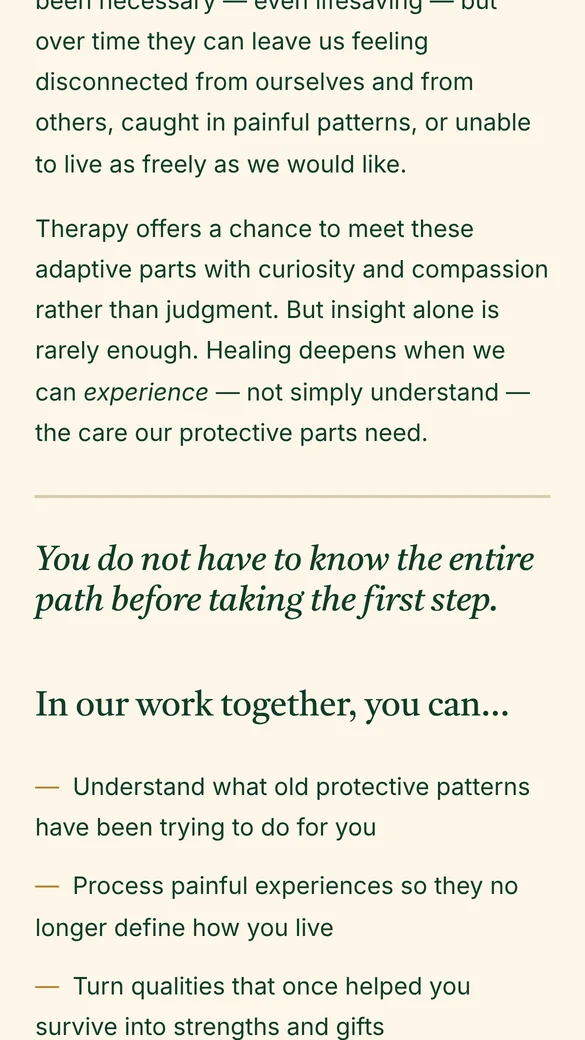 been necessary — even lifesaving — but
over time they can leave us feeling
disconnected from ourselves and from
others, caught in painful patterns, or unable
to live as freely as we would like.
Therapy offers a chance to meet these
adaptive parts with curiosity and compassion
rather than judgment. But insight alone is
rarely enough. Healing deepens when we
can experience — not simply understand —
the care our protective parts need.
You do not have to know the entire
path before taking the first step.
In our work together, you can...
— Understand what old protective patterns
have been trying to do for you
— Process painful experiences so they no
longer define how you live
— Turn qualities that once helped you
survive into strengths and gifts